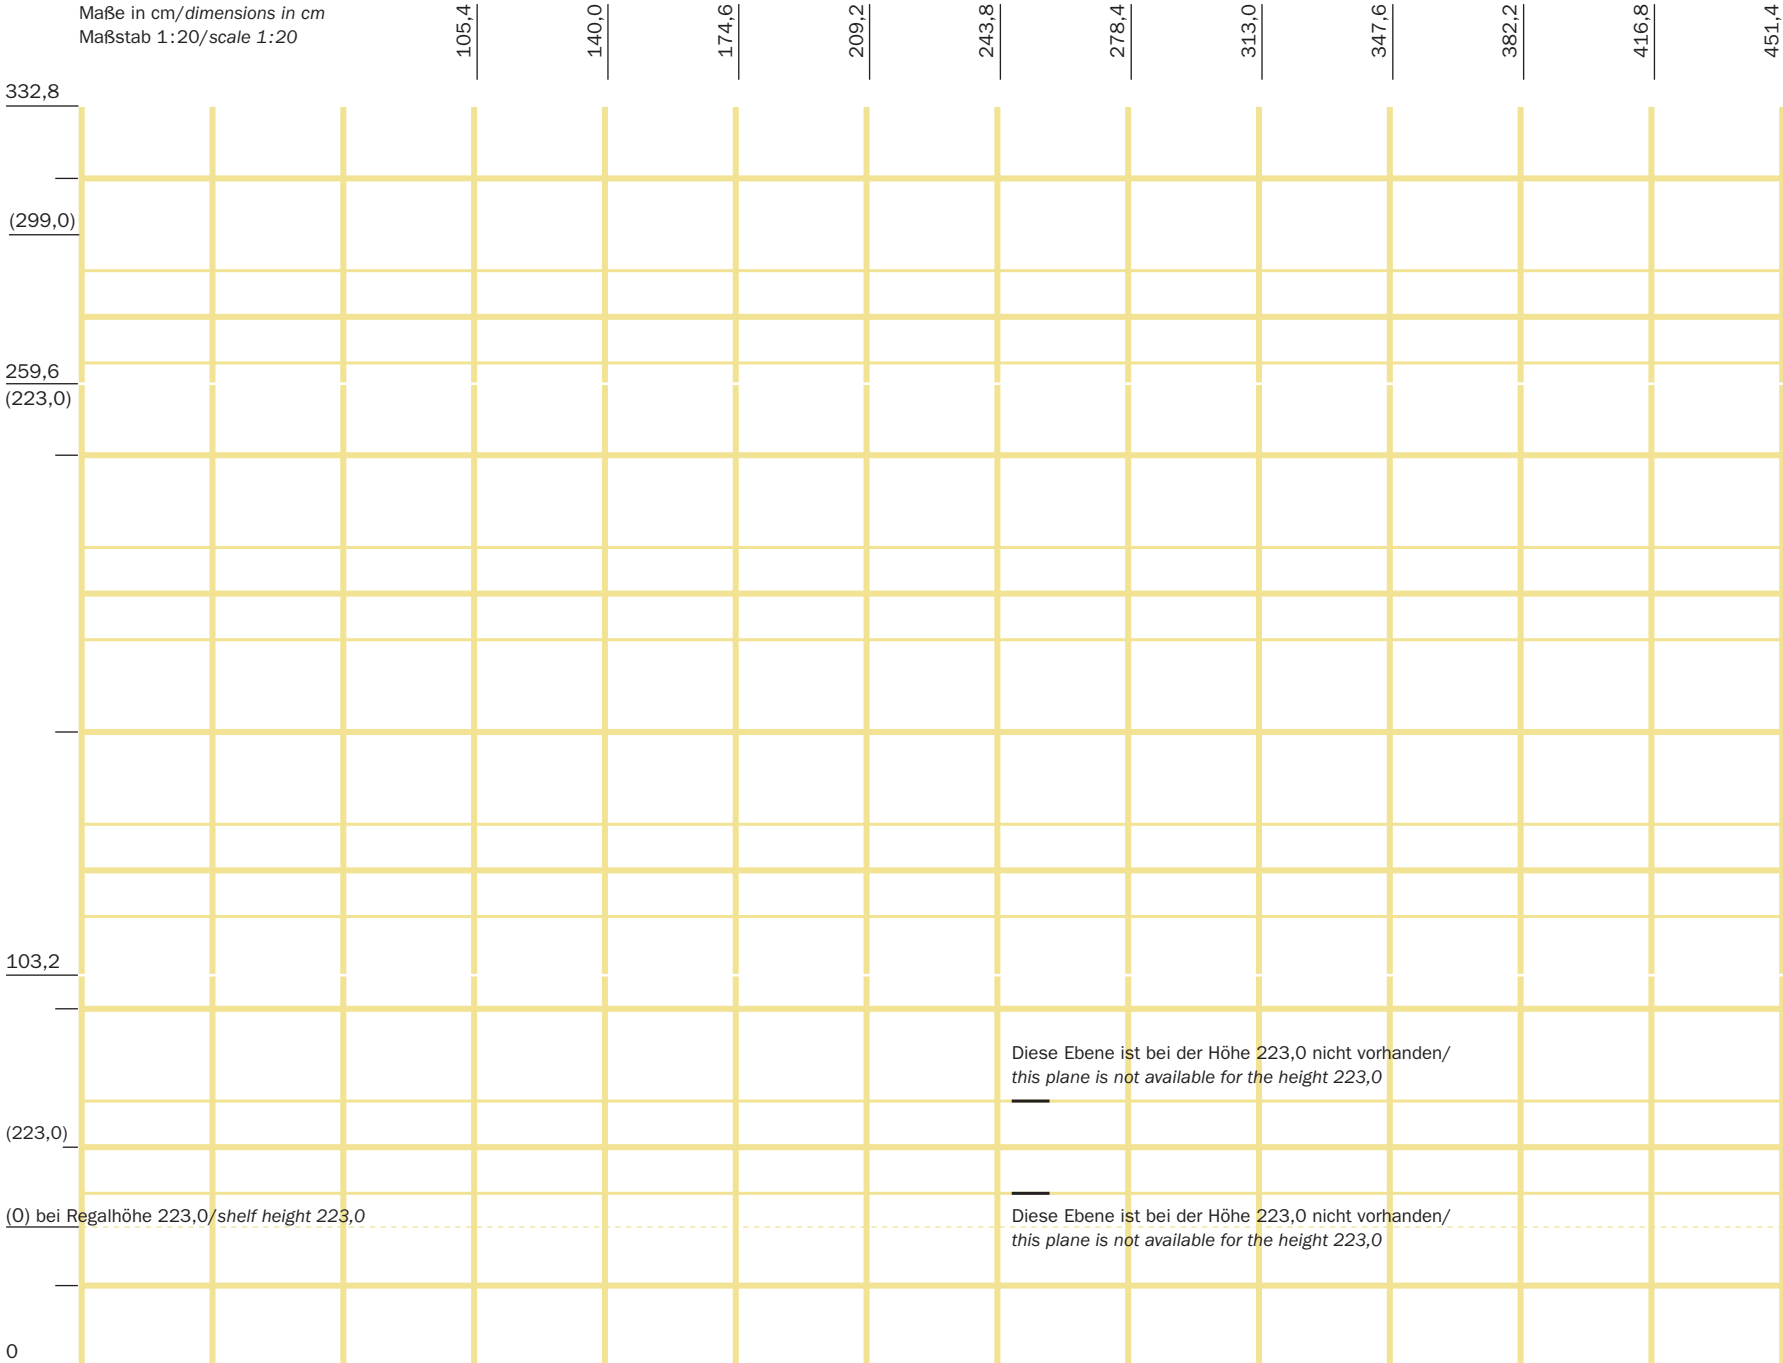 Maße in cm/dimensions in cm
Maßstab 1:20/scale 1:20
105,4
140,0
174,6
209,2
243,8
278,4
313,0
347,6
382,2
416,8
451,4
332,8
(299,0)
259,6
(223,0)
103,2
Diese Ebene ist bei der Höhe 223,0 nicht vorhanden/
this plane is not available for the height 223,0
(223,0)
(0) bei Regalhöhe 223,0/shelf height 223,0
Diese Ebene ist bei der Höhe 223,0 nicht vorhanden/
this plane is not available for the height 223,0
0